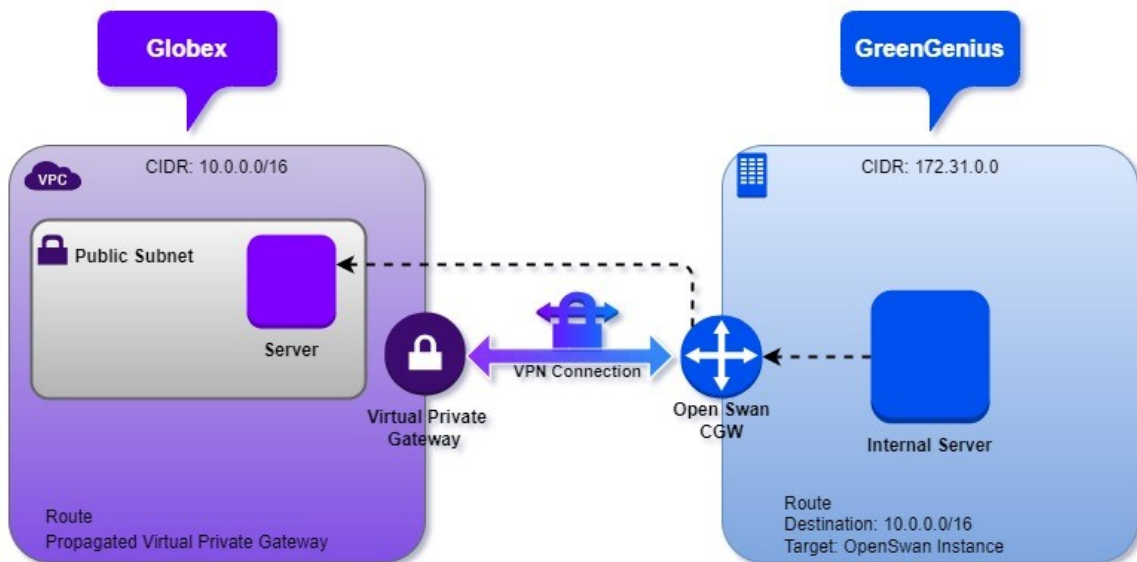 Globex
GreenGenius
CIDR: 10.0.0.0/16
VPC
CIDR: 172.31.0.0
Public Subnet
Server
VPN Connection
Virtual Private
Gateway
Open Swan
CGW
Internal Server
Route
Propagated Virtual Private Gateway
Route
Destination: 10.0.0.0/16
Target: OpenSwan Instance